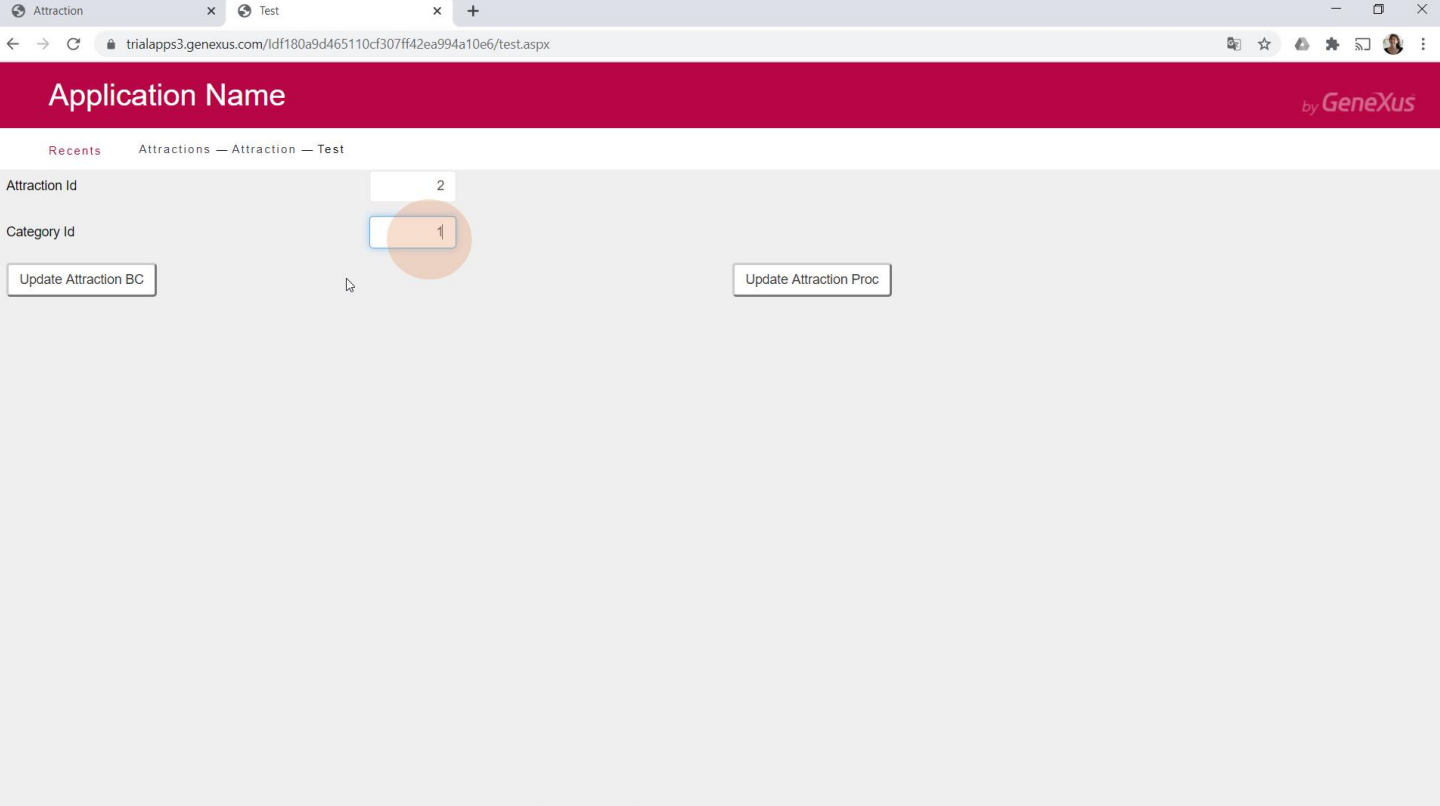 Attraction
Test
trialapps3.genexus.com/Idf180a9d465110cf307ff42ea994a10e6/test.aspx
Application Name
by GeneXus
Recents Attractions — Attraction — Test
Attraction Id 2
Category Id 1
Update Attraction BC Update Attraction Proc